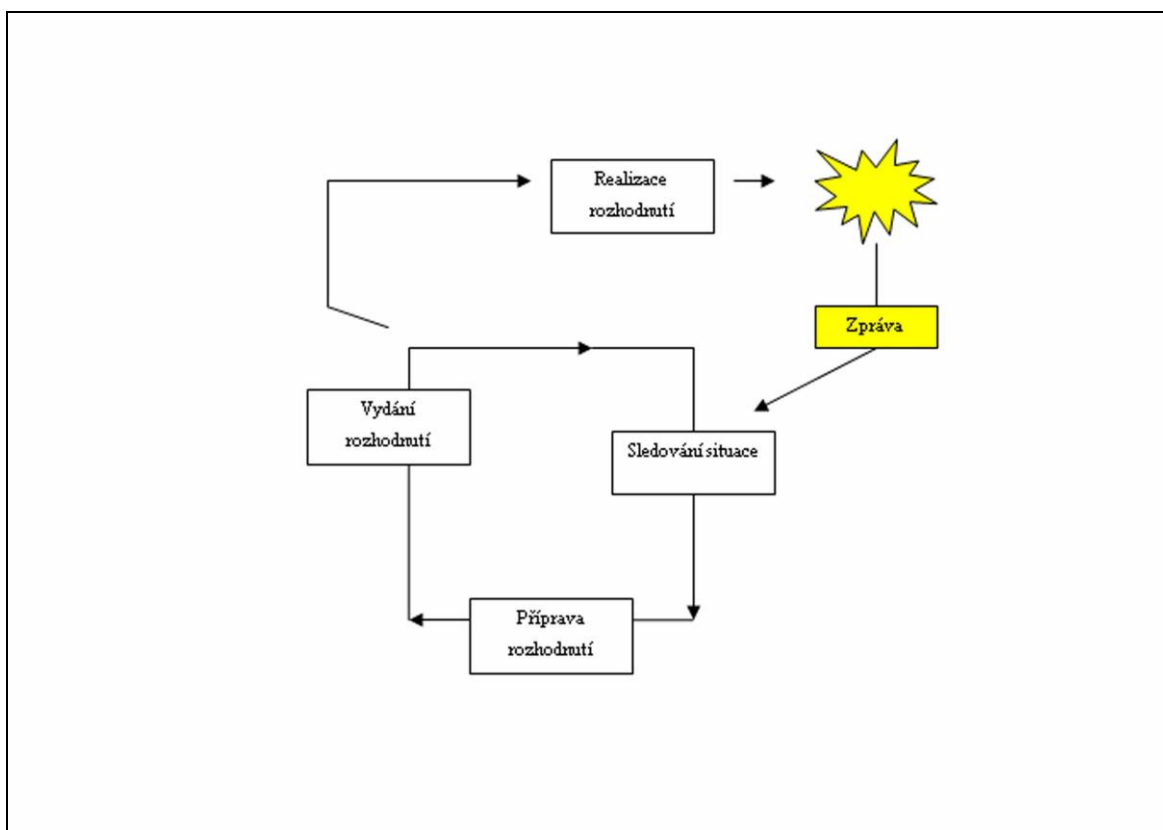 Realizace
rozhodnutí
Zpráva
Vydání
rozhodnutí
Sledování situace
Příprava
rozhodnutí